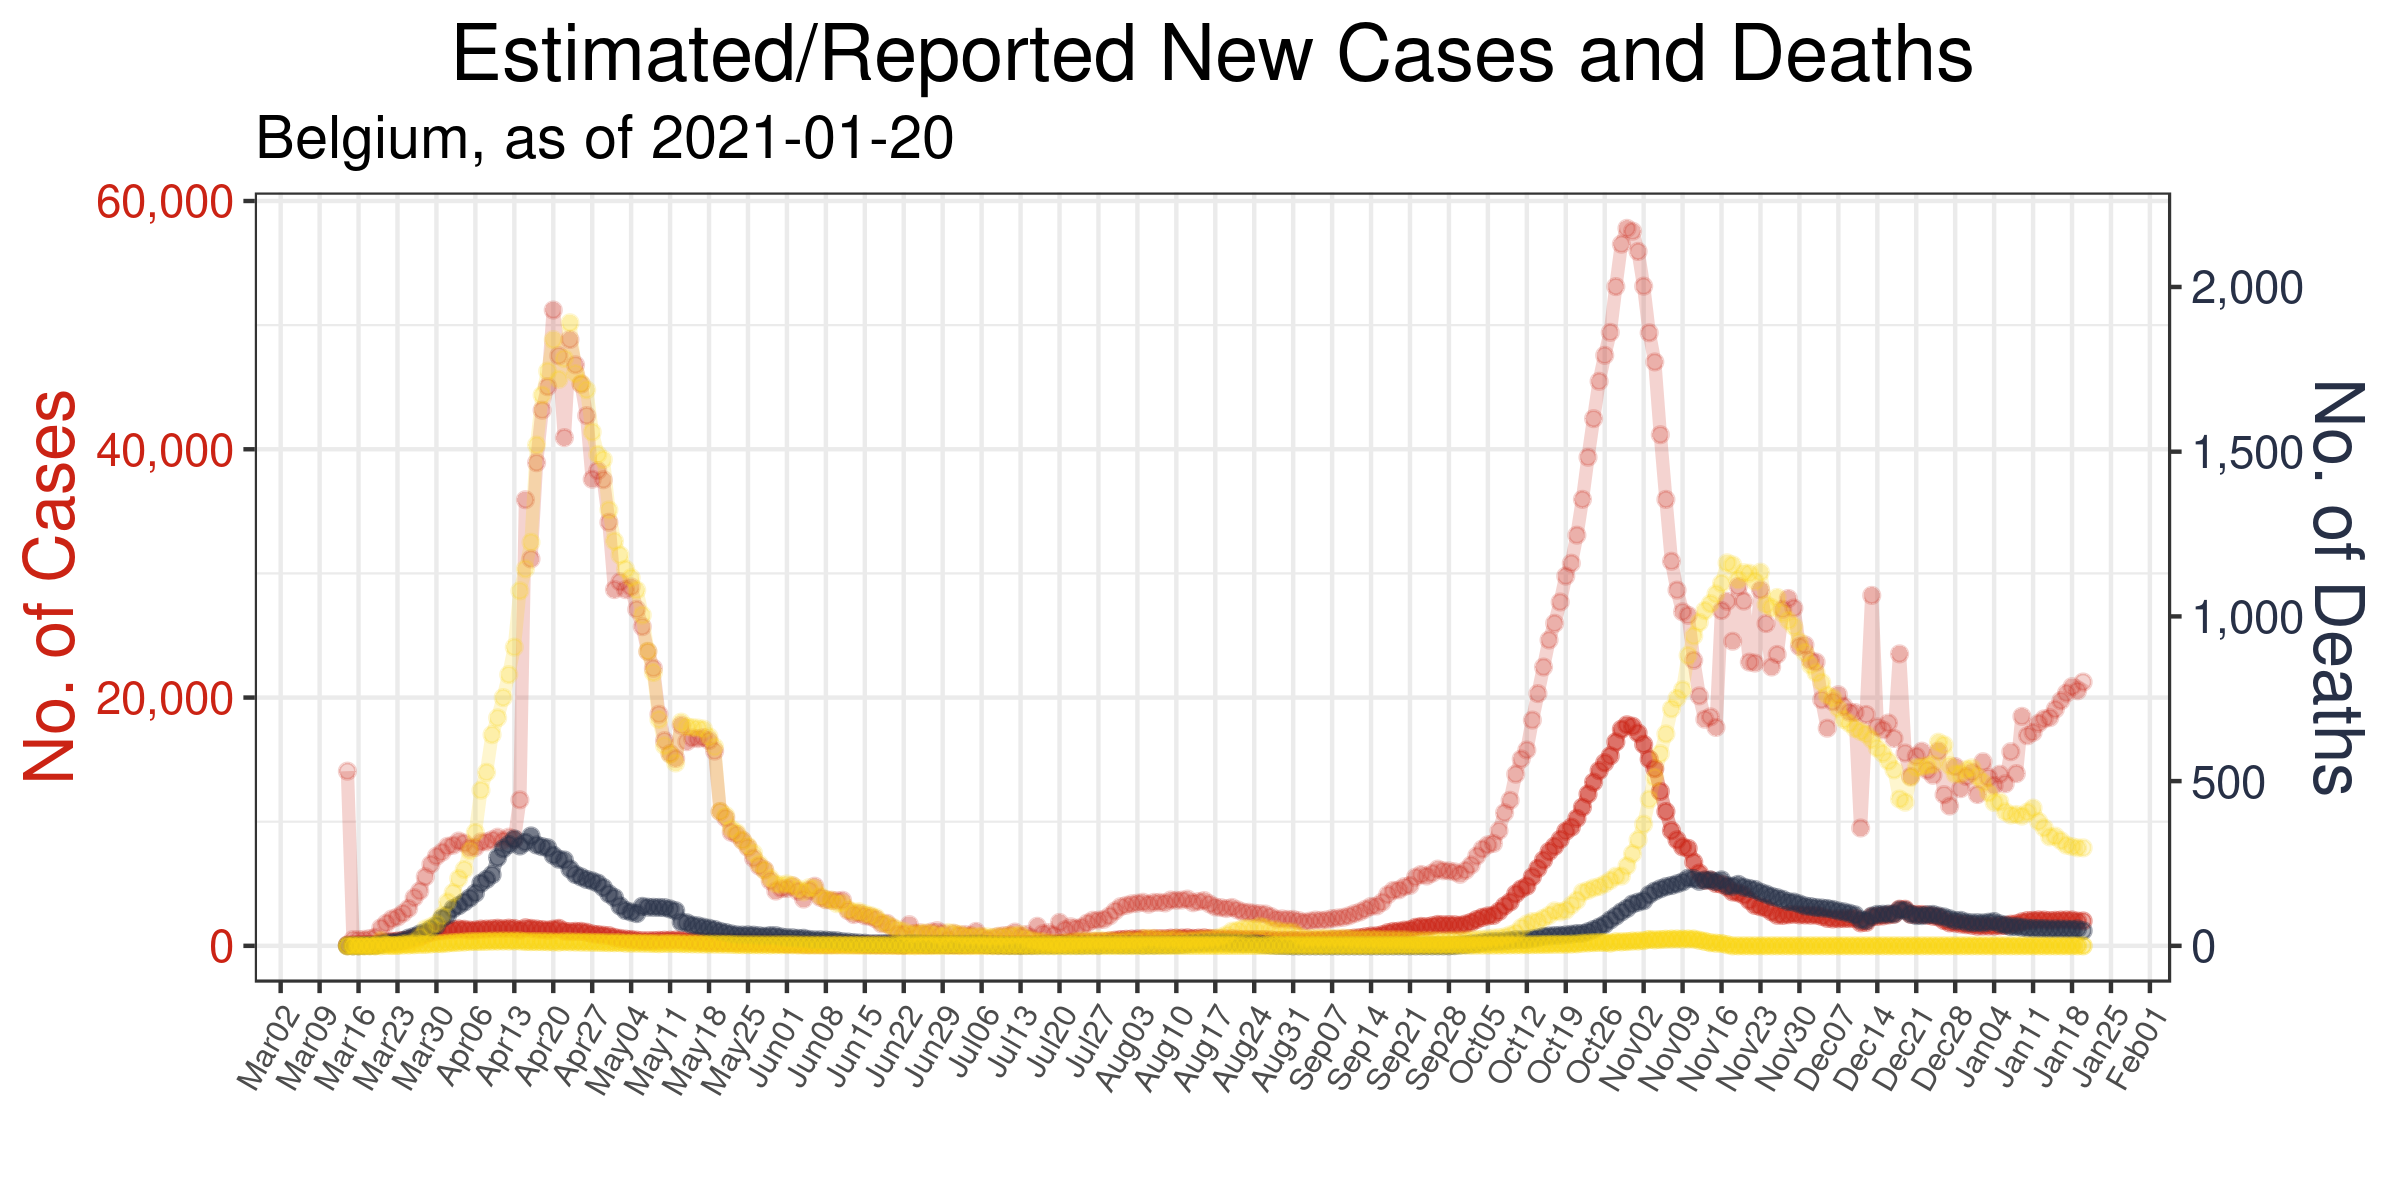 Estimated/Reported New Cases and Deaths
Belgium, as of 2021-01-20
No. of Cases
60,000
40,000
20,000
0
2,000
1,500
1,000
500
0
No. of Deaths
Mar02
Mar09
Mar16
Mar23
Mar30
Apr06
Apr13
Apr20
Apr27
May04
May11
May18
May25
Jun01
Jun08
Jun15
Jun22
Jun29
Jul06
Jul13
Jul20
Jul27
Aug03
Aug10
Aug17
Aug24
Aug31
Sep07
Sep14
Sep21
Sep28
Oct05
Oct12
Oct19
Oct26
Nov02
Nov09
Nov16
Nov23
Nov30
Dec07
Dec14
Dec21
Dec28
Jan04
Jan11
Jan18
Jan25
Feb01